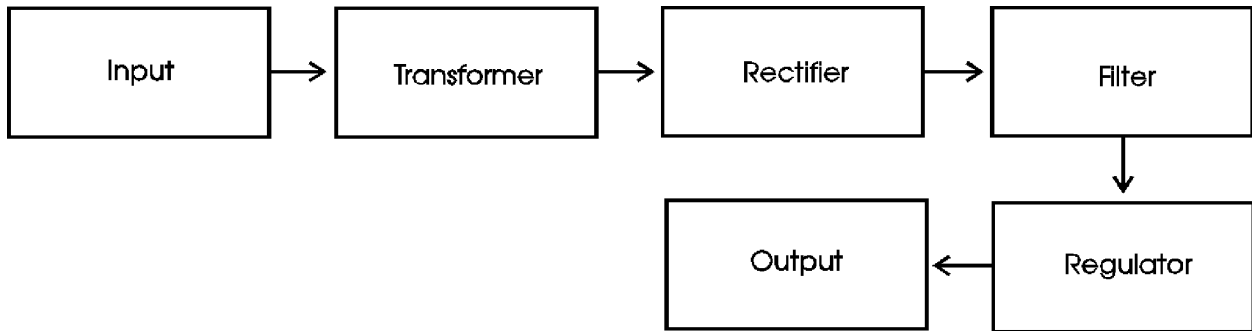 Input
Transformer
Rectifier
Filter
Regulator
Output